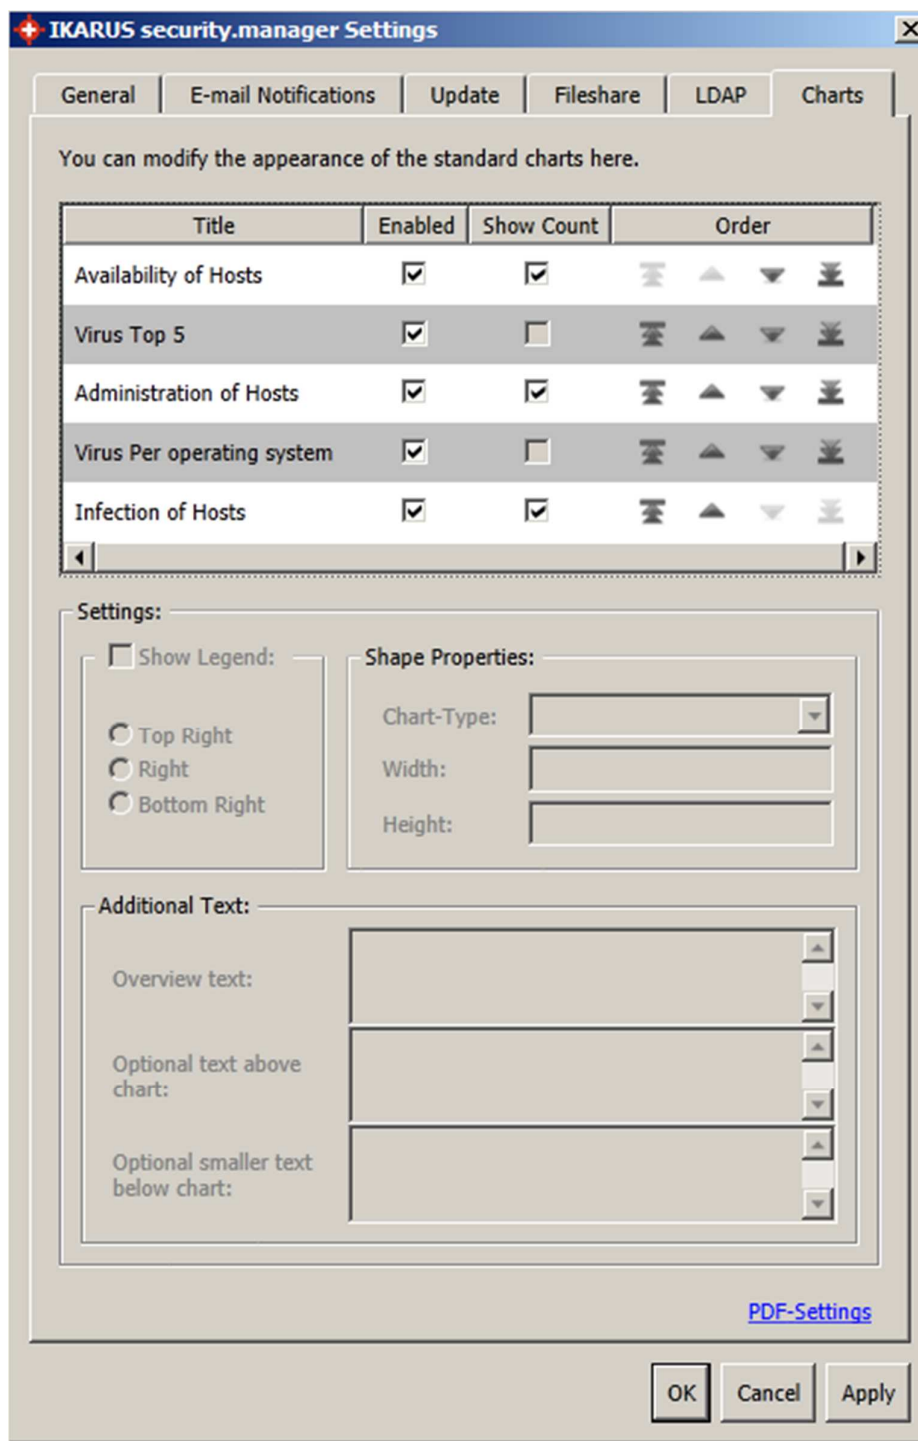 IKARUS security.manager Settings
General E-mail Notifications Update Fileshare LDAP Charts
You can modify the appearance of the standard charts here.
Title Enabled Show Count Order
Availability of Hosts
Virus Top 5
Administration of Hosts
Virus Per operating system
Infection of Hosts
Settings:
Show Legend:
Top Right
Right
Bottom Right
Shape Properties:
Chart-Type:
Width:
Height:
Additional Text:
Overview text:
Optional text above
chart:
Optional smaller text
below chart:
PDF-Settings
OK Cancel Apply